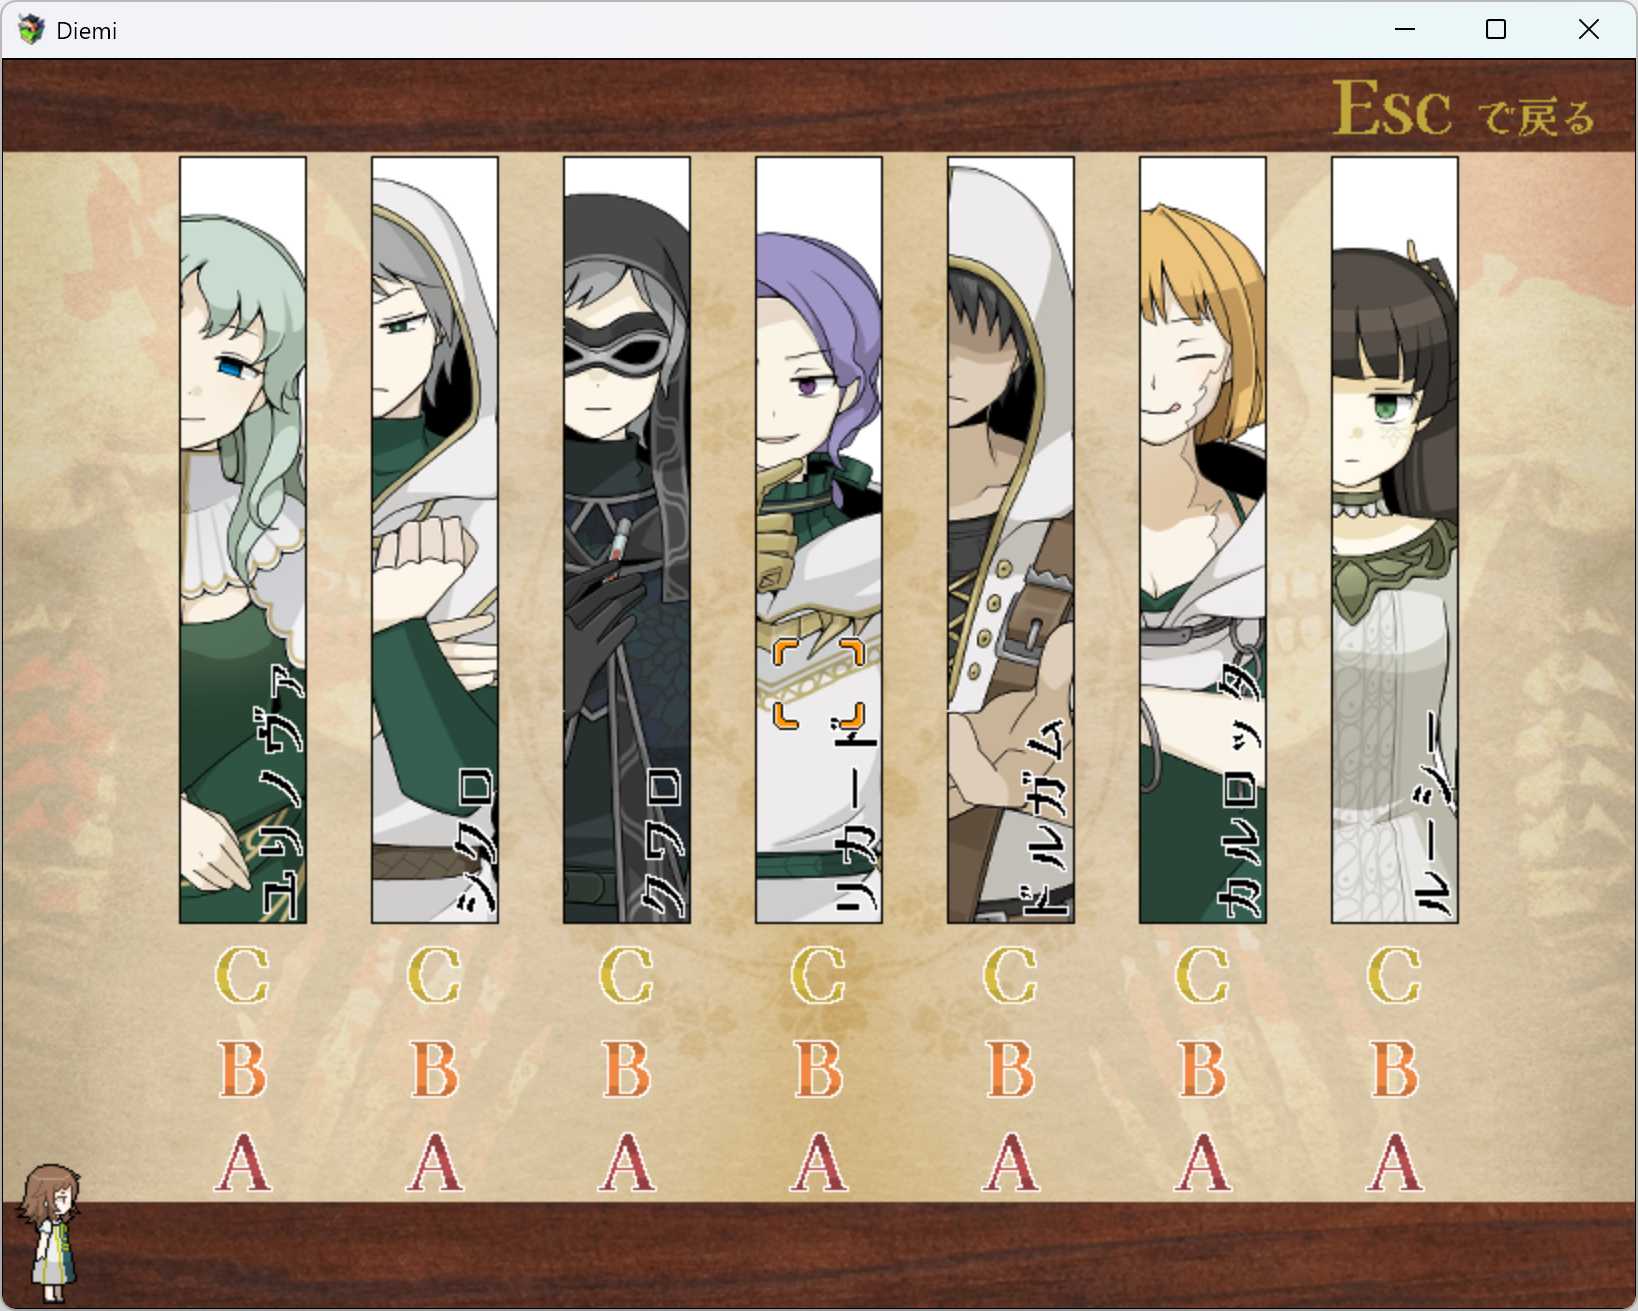 Diemi
Esc で戻る
ユリノヴァ
シクロ
クワロ
リカード
ドルガム
カルロッタ
ルーシー
C C C C C C C
B B B B B B B
A A A A A A A